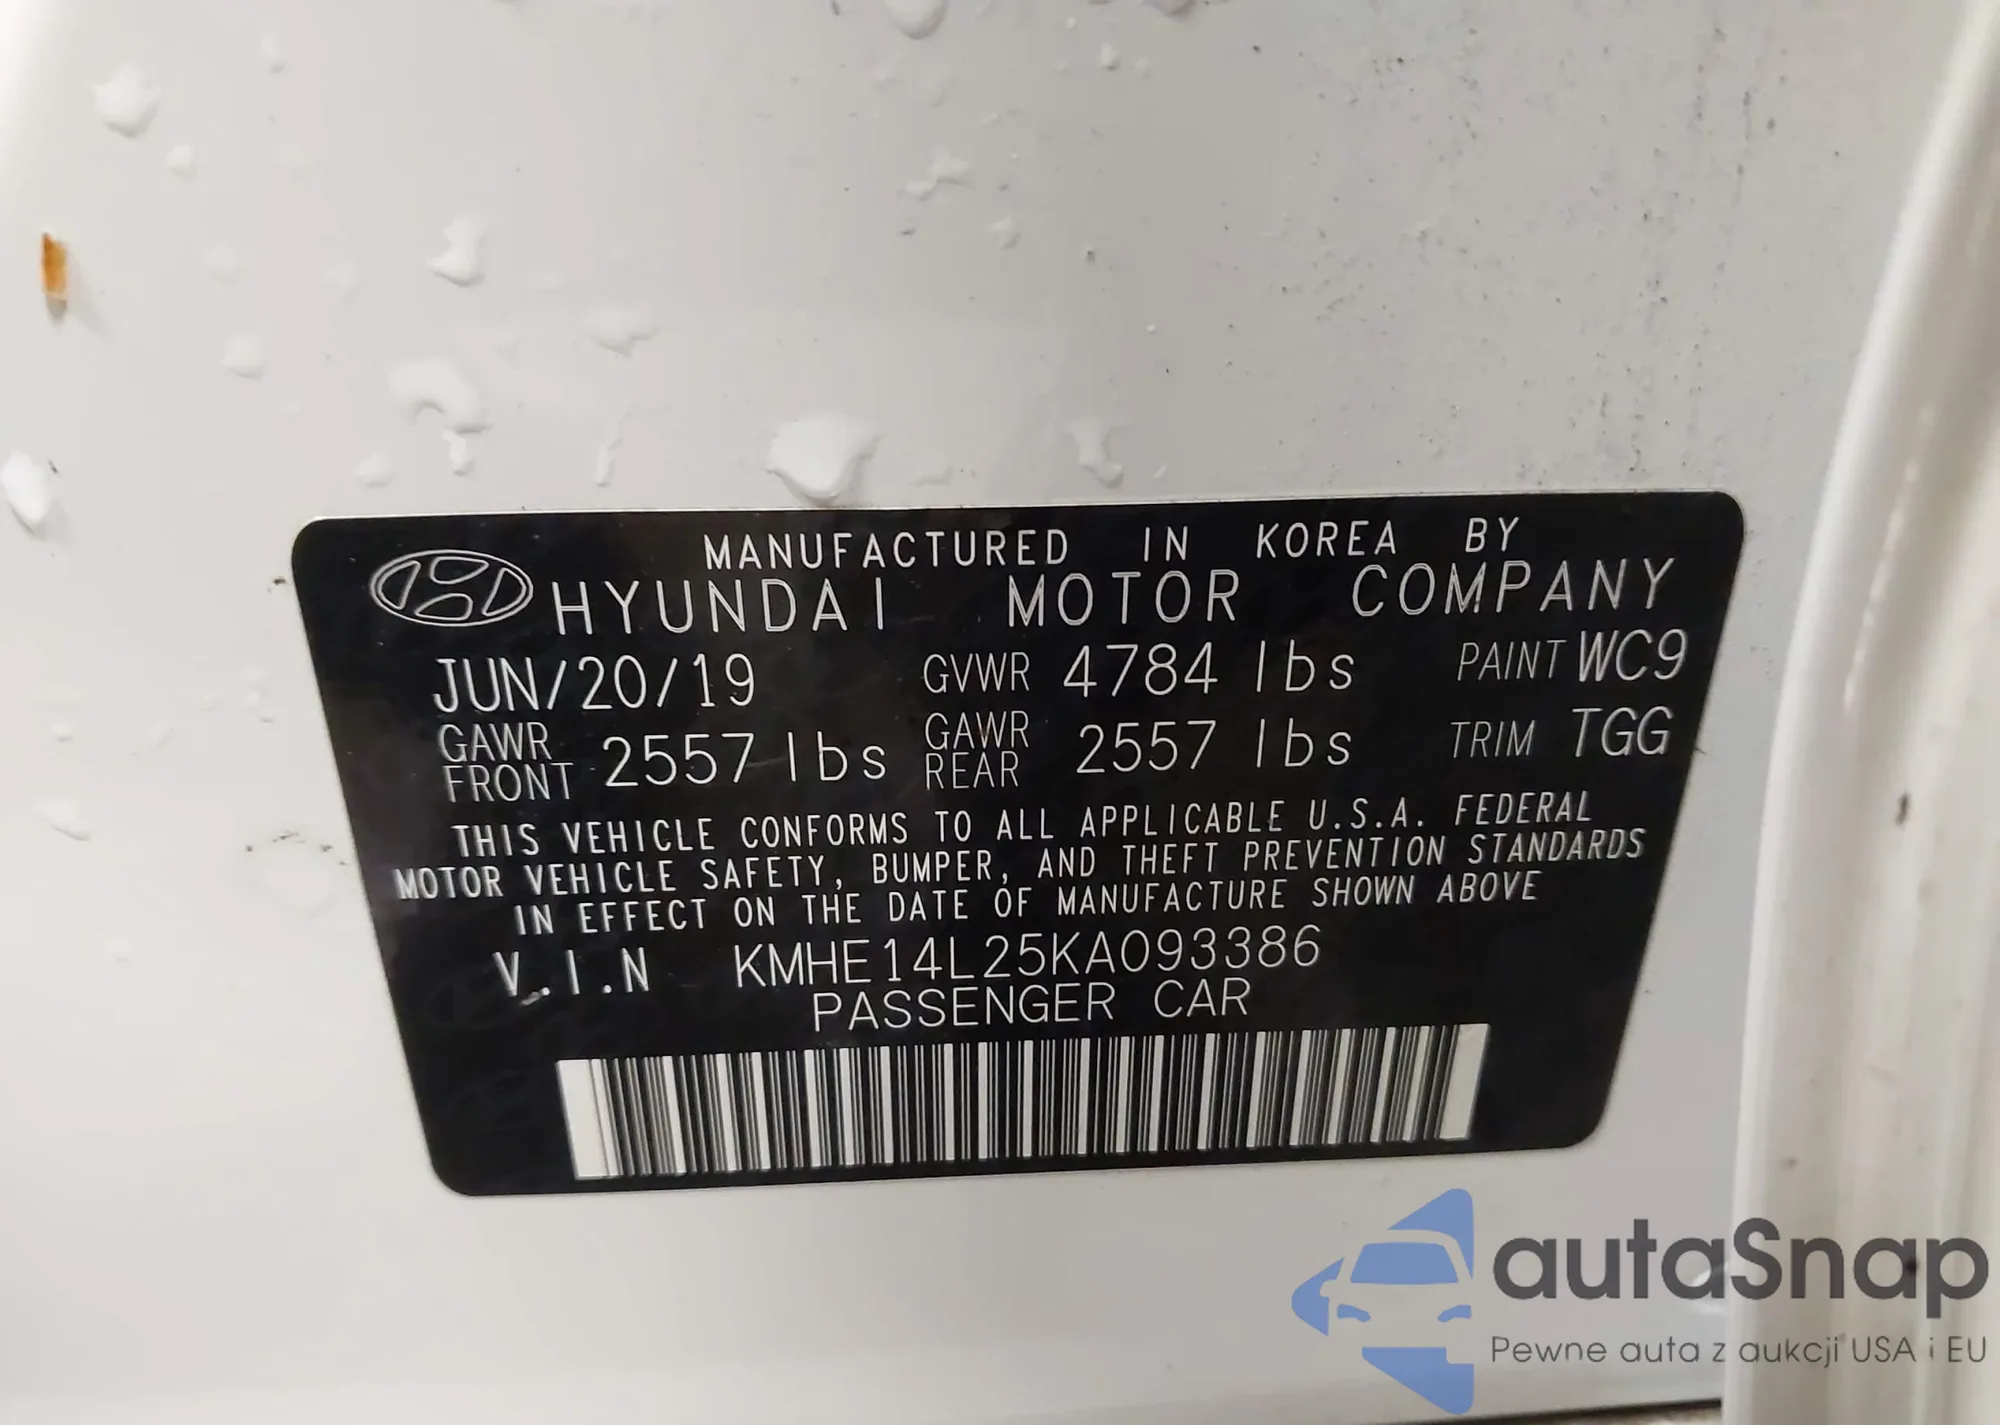 MANUFACTURED IN KOREA BY
HYUNDAI MOTOR COMPANY
JUN/20/19 GVWR 4784 lbs PAINT WC9
GAWR FRONT 2557 lbs GAWR REAR 2557 lbs TRIM TGG
THIS VEHICLE CONFORMS TO ALL APPLICABLE U.S.A. FEDERAL
MOTOR VEHICLE SAFETY, BUMPER, AND THEFT PREVENTION STANDARDS
IN EFFECT ON THE DATE OF MANUFACTURE SHOWN ABOVE
V.I.N KMHE14L25KA093386
PASSENGER CAR
autaSnap
Pewne auta z aukcji USA i EU